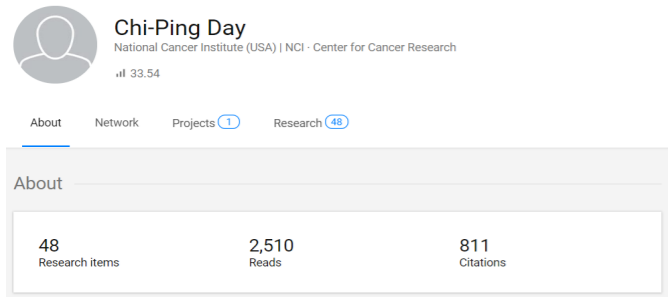 Chi-Ping Day
National Cancer Institute (USA) | NCI · Center for Cancer Research
33.54
About Network Projects 1 Research 48
About
48 2,510 811
Research items Reads Citations